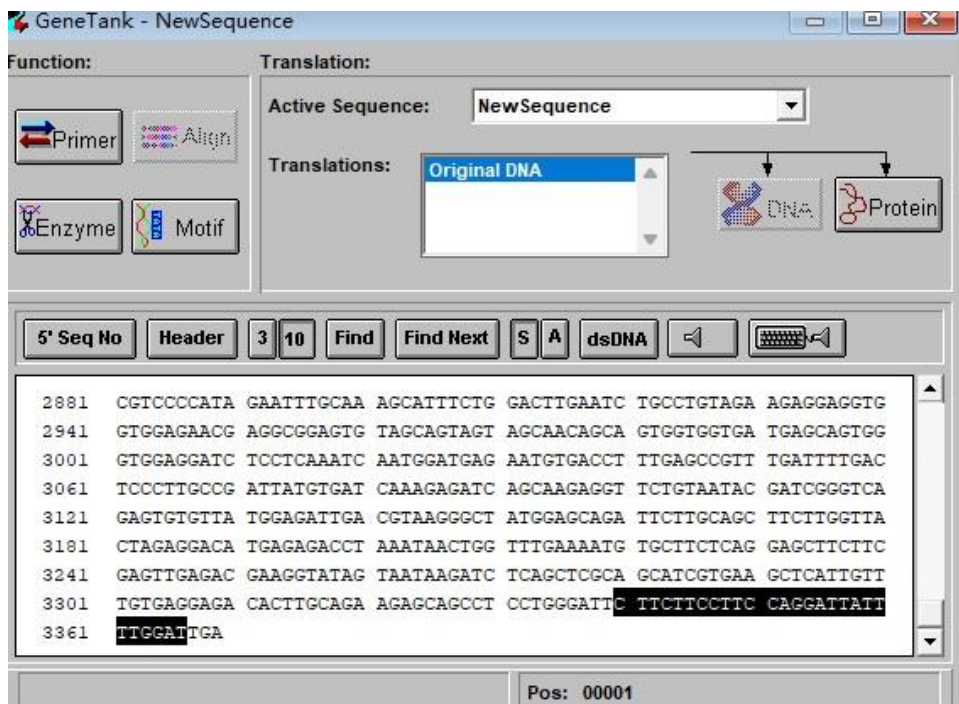 GeneTank - NewSequence
Function:
Translation:
Active Sequence: NewSequence
Primer
Align
Translations: Original DNA
DNA
Protein
Enzyme
Motif
5' Seq No Header 3 10 Find Find Next S A dsDNA
2881 CGTCCCCATA GAATTTGCAA AGCATTTCTG GACTTGAATC TGCCTGTAGA AGAGGAGGTG
2941 GTGGAGAACG AGGCGGAGTG TAGCAGTAGT AGCAACAGCA GTGGTGGTGA TGAGCAGTGG
3001 GTGGAGGATC TCCTCAAATC AATGGATGAG AATGTGACCT TTGAGCCGTT TGATTTTGAC
3061 TCCCTTGCCG ATTATGTGAT CAAAGAGATC AGCAAGAGGT TCTGTAATAC GATCGGGTCA
3121 GAGTGTGTTA TGGAGATTGA CGTAAGGGCT ATGGAGCAGA TTCTTGCAGC TTCTTGGTTA
3181 CTAGAGGACA TGAGAGACCT AAATAACTGG TTTGAAAATG TGCTTCTCAG GAGCTTCTTC
3241 GAGTTGAGAC GAAGGTATAG TAATAAGATC TCAGCTCGCA GCATCGTGAA GCTCATTGTT
3301 TGTGAGGAGA CACTTGCAGA AGAGCAGCCT CCTGGGATTC TTCTTCCTTC CAGGATTATT
3361 TTGGATTGA
Pos: 00001